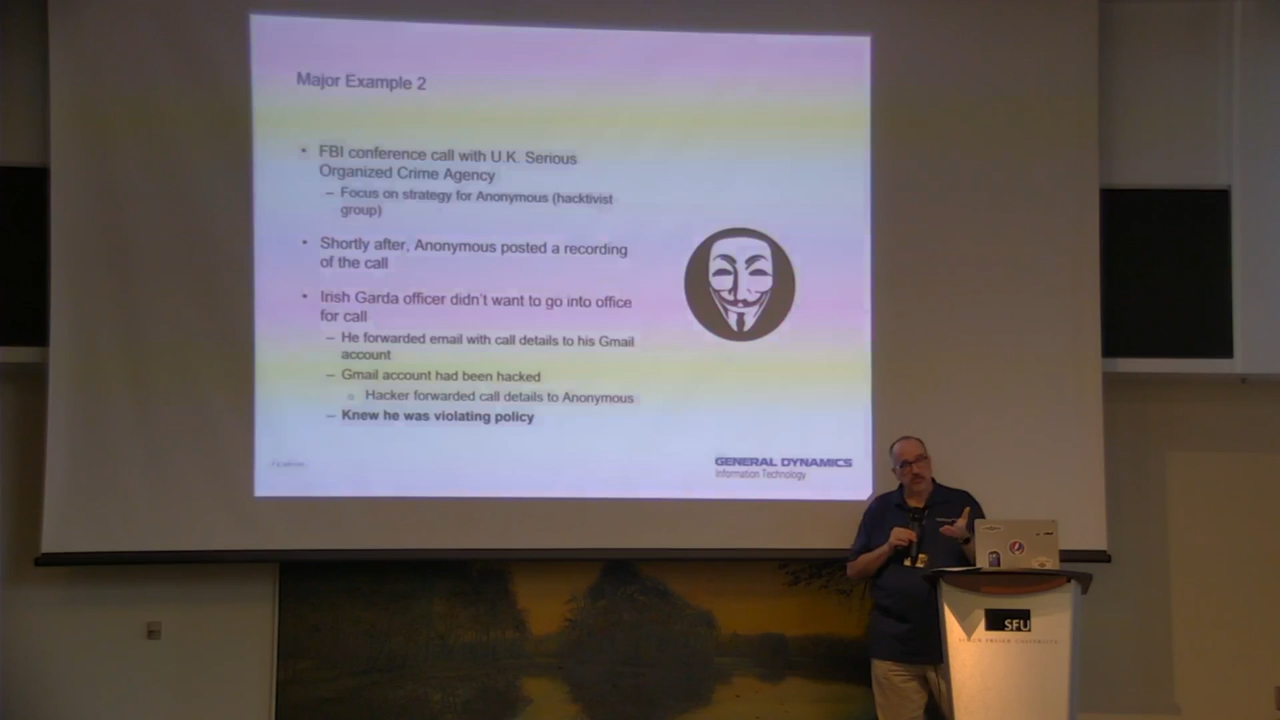 Major Example 2
• FBI conference call with U.K. Serious
Organized Crime Agency
– Focus on strategy for Anonymous (hacktivist
group)
• Shortly after, Anonymous posted a recording
of the call
• Irish Garda officer didn't want to go into office
for call
– He forwarded email with call details to his Gmail
account
– Gmail account had been hacked
o Hacker forwarded call details to Anonymous
– Knew he was violating policy
GENERAL DYNAMICS
Information Technology
SFU
SIMON FRASER UNIVERSITY